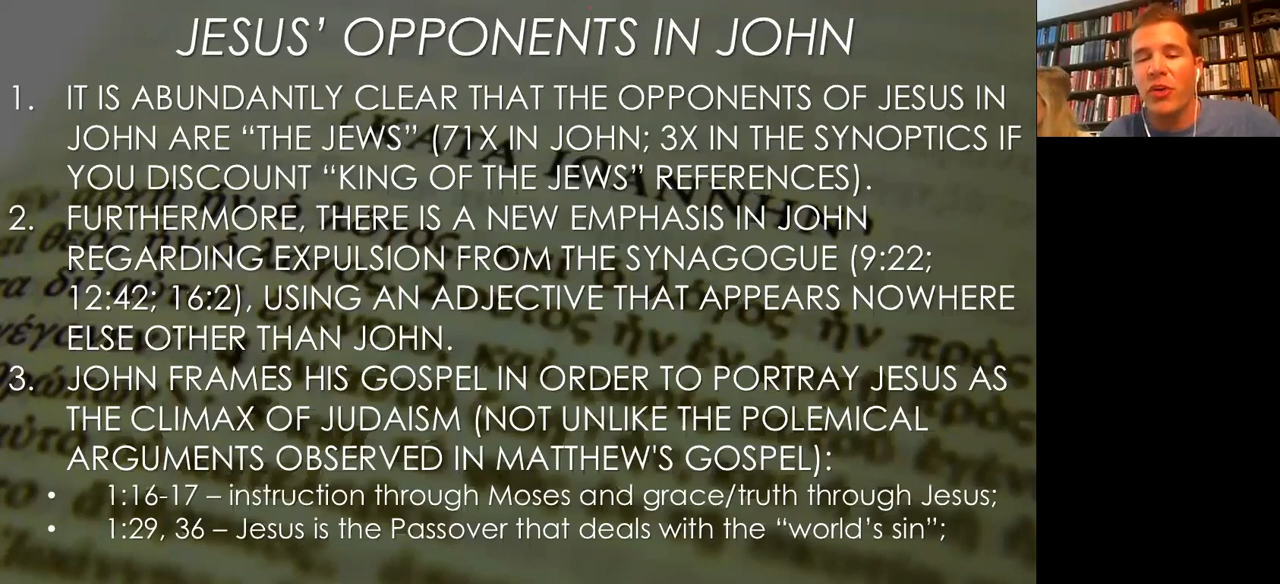 JESUS’ OPPONENTS IN JOHN
1. IT IS ABUNDANTLY CLEAR THAT THE OPPONENTS OF JESUS IN
JOHN ARE “THE JEWS” (71X IN JOHN; 3X IN THE SYNOPTICS IF
YOU DISCOUNT “KING OF THE JEWS” REFERENCES).
2. FURTHERMORE, THERE IS A NEW EMPHASIS IN JOHN
REGARDING EXPULSION FROM THE SYNAGOGUE (9:22;
12:42; 16:2), USING AN ADJECTIVE THAT APPEARS NOWHERE
ELSE OTHER THAN JOHN.
3. JOHN FRAMES HIS GOSPEL IN ORDER TO PORTRAY JESUS AS
THE CLIMAX OF JUDAISM (NOT UNLIKE THE POLEMICAL
ARGUMENTS OBSERVED IN MATTHEW'S GOSPEL):
• 1:16-17 – instruction through Moses and grace/truth through Jesus;
• 1:29, 36 – Jesus is the Passover that deals with the “world’s sin”;